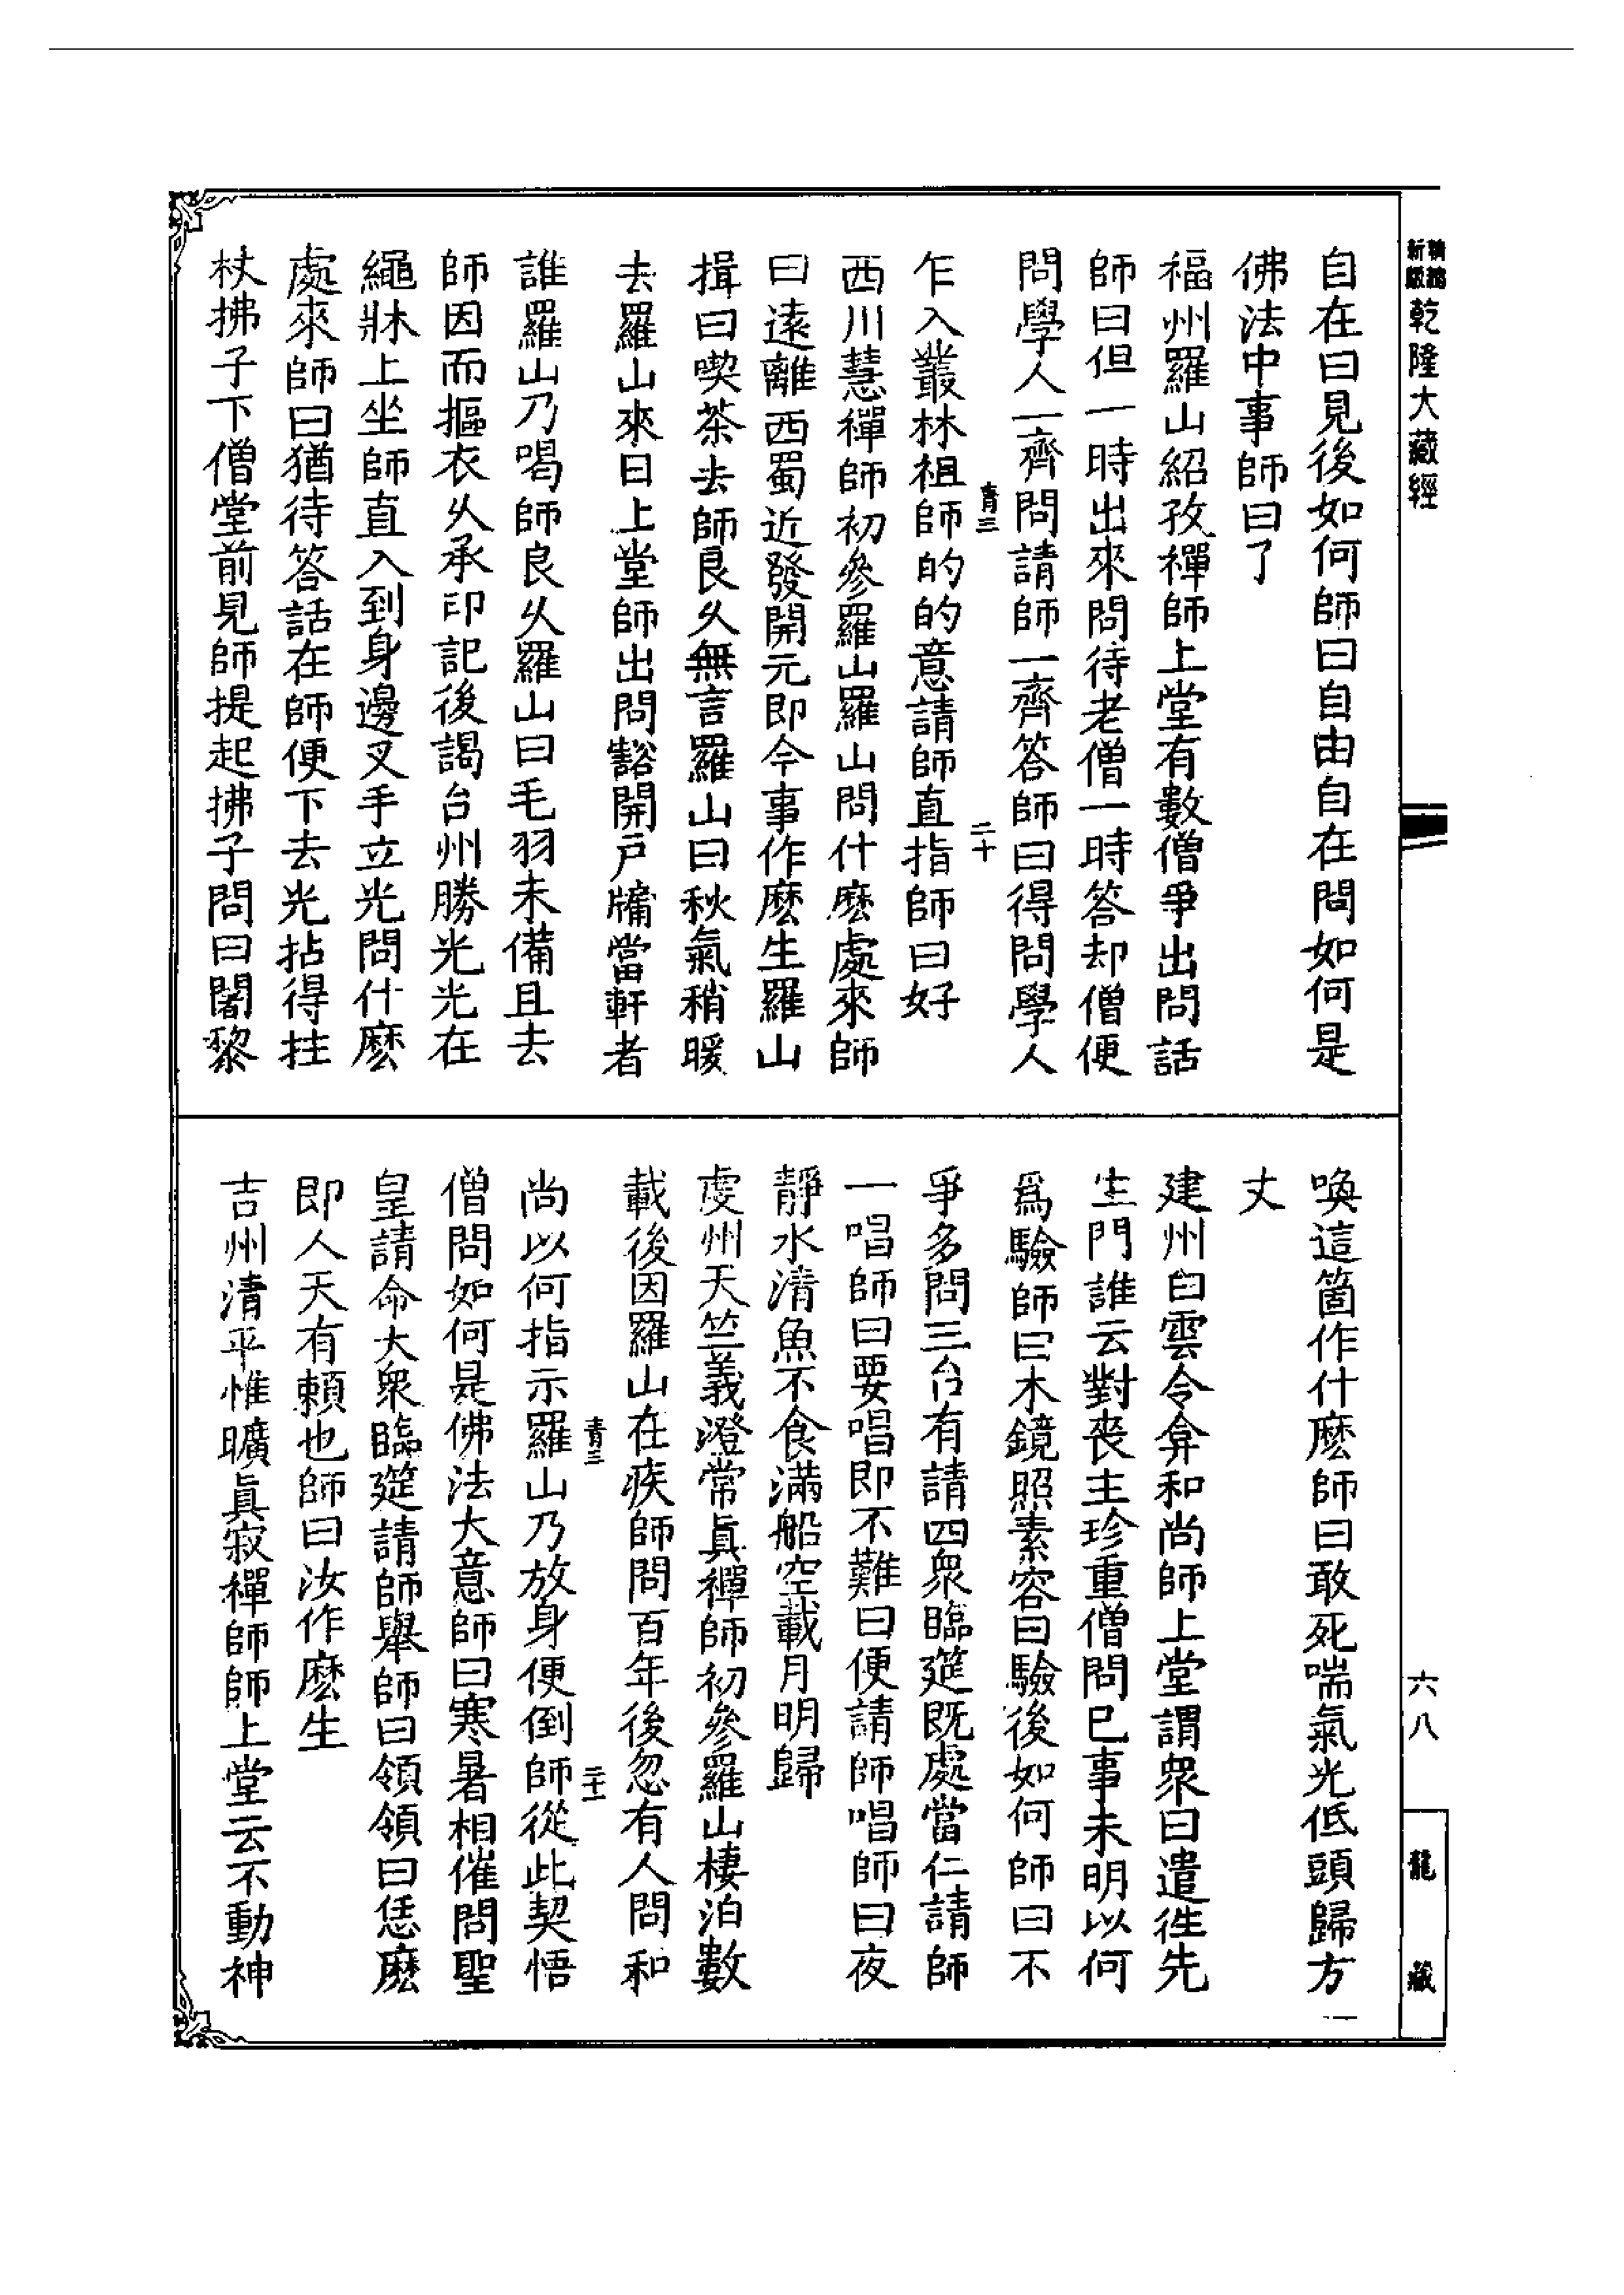 新編縮版 乾隆大藏經
自在曰見後如何師曰自由自在問如何是
佛法中事師曰了
福州羅山紹孜禪師上堂有數僧爭出問話
師曰但一時出來問待老僧一時答却僧便
問學人一齊問請師一齊答師曰得問學人
青三 二十
乍入叢林祖師的的意請師直指師曰好
西川慧禪師初參羅山羅山問什麽處來師
曰遠離西蜀近發開元即今事作麽生羅山
揖曰喫茶去師良久無言羅山曰秋氣稍暖
去羅山來日上堂師出問豁開戸牖當軒者
誰羅山乃喝師良久羅山曰毛羽未備且去
師因而摳衣久承印記後謁台州勝光光在
繩牀上坐師直入到身邊叉手立光問什麽
處來師曰猶待答話在師便下去光拈得拄
杖拂子下僧堂前見師提起拂子問曰闍黎
喚這箇作什麽師曰敢死喘氣光低頭歸方
丈
建州白雲令弇和尚師上堂謂衆曰遣徃先
生門誰云對喪主珍重僧問巳事未明以何
爲驗師曰木鏡照素容曰驗後如何師曰不
爭多問三台有請四衆臨筵既處當仁請師
一唱師曰要唱即不難曰便請師唱師曰夜
靜水清魚不食滿船空載月明歸
虔州天竺義澄常眞禪師初參羅山棲泊數
載後因羅山在疾師問百年後忽有人問和
青三 二十一
尚以何指示羅山乃放身便倒師從此契悟
僧問如何是佛法大意師曰寒暑相催問聖
皇請命大衆臨筵請師舉師曰領領曰恁麽
即人天有賴也師曰汝作麽生
吉州清平惟曠眞寂禪師師上堂云不動神
六八
龍藏